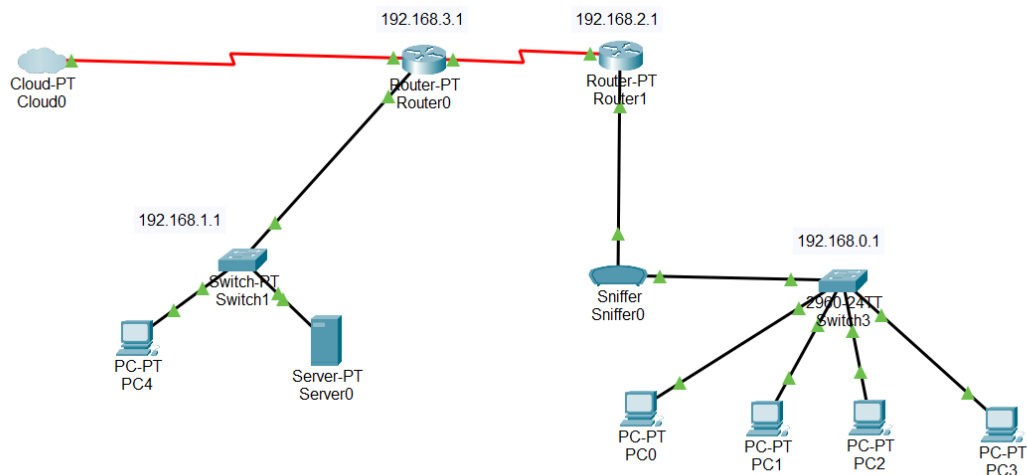 192.168.3.1
192.168.2.1
Cloud-PT
Cloud0
Router-PT
Router0
Router-PT
Router1
192.168.1.1
192.168.0.1
Switch-PT
Switch1
Sniffer
Sniffer0
2960-24TT
Switch3
PC-PT
PC4
Server-PT
Server0
PC-PT
PC0
PC-PT
PC1
PC-PT
PC2
PC-PT
PC3